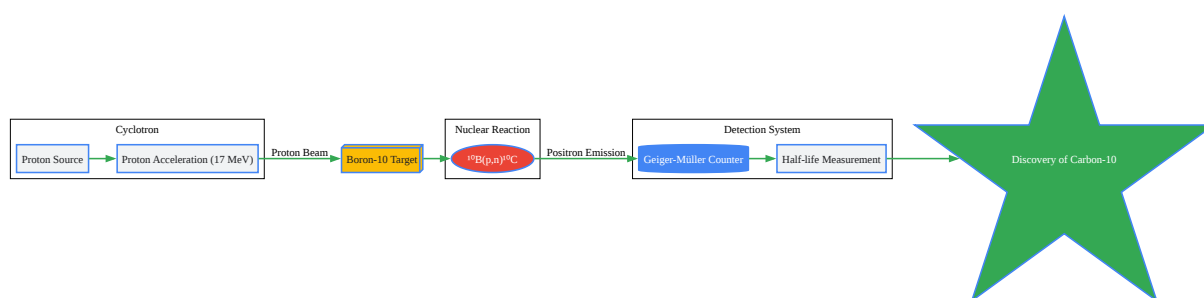 Cyclotron
Proton Source
Proton Acceleration (17 MeV)
Proton Beam
Boron-10 Target
Nuclear Reaction
¹⁰B(p,n)¹⁰C
Positron Emission
Detection System
Geiger-Müller Counter
Half-life Measurement
Discovery of Carbon-10